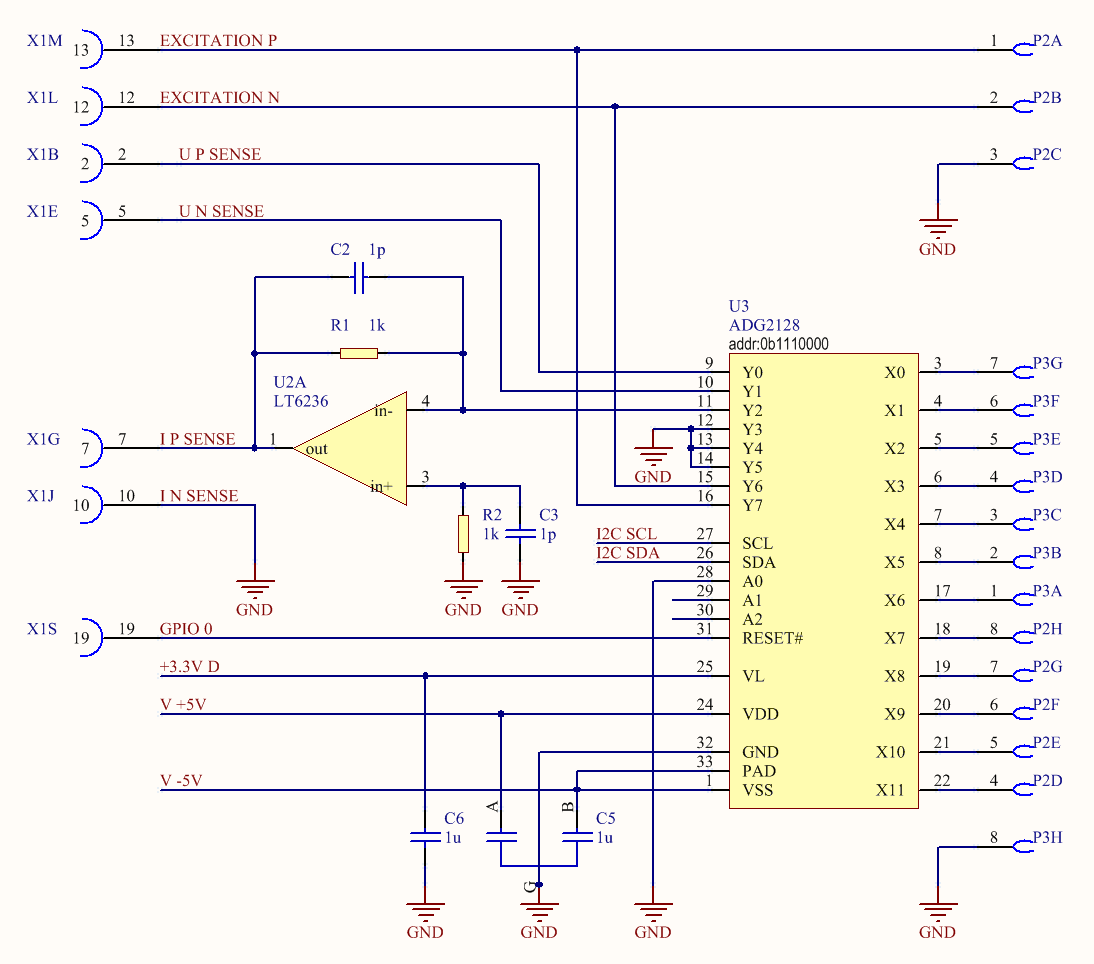 X1M 13 13 EXCITATION P 1 P2A
X1L 12 12 EXCITATION N 2 P2B
X1B 2 2 U P SENSE 3 P2C
X1E 5 5 U N SENSE
GND
C2 1p
R1 1k
U3
ADG2128
addr:0b1110000
U2A
LT6236
in- 4
out 1
in+ 3
X1G 7 7 I P SENSE
X1J 10 10 I N SENSE
R2
1k
C3
1p
GND
GND
GND
GND
9 Y0 X0 3 7 P3G
10 Y1
11 Y2 X1 4 6 P3F
12 Y3
13 Y4 X2 5 5 P3E
14 Y5
15 Y6 X3 6 4 P3D
16 Y7
X4 7 3 P3C
I2C SCL 27 SCL
I2C SDA 26 SDA X5 8 2 P3B
28 A0
29 A1 X6 17 1 P3A
30 A2
X1S 19 19 GPIO 0 31 RESET# X7 18 8 P2H
+3.3V D 25 VL X8 19 7 P2G
V +5V 24 VDD X9 20 6 P2F
32 GND X10 21 5 P2E
33 PAD
V -5V 1 VSS X11 22 4 P2D
C6
1u
A
B
C5
1u
8 P3H
G
GND
GND
GND
GND